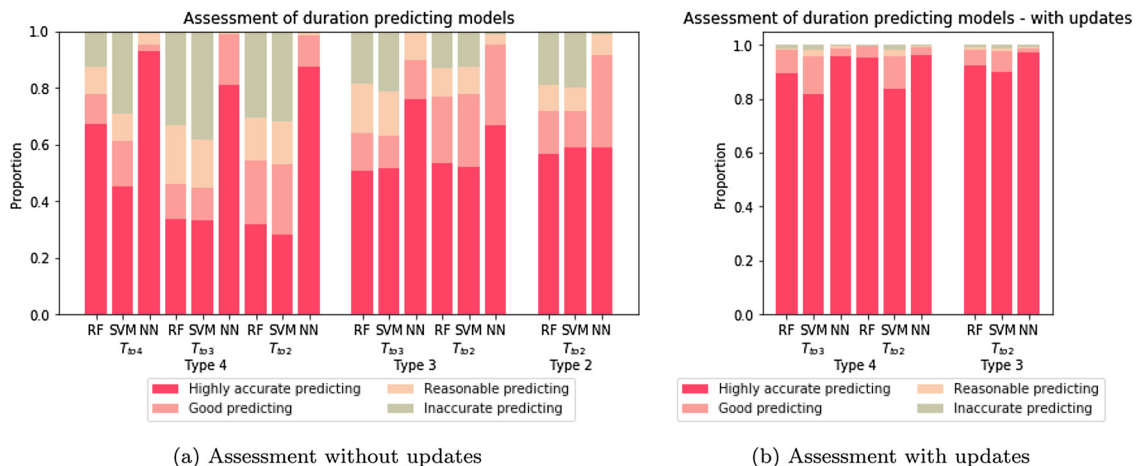 Assessment of duration predicting models
Proportion
1.0
0.8
0.6
0.4
0.2
0.0
RF SVM NN RF SVM NN RF SVM NN RF SVM NN RF SVM NN RF SVM NN
T_to4 T_to3 T_to2 T_to3 T_to2 T_to2
Type 4 Type 3 Type 2
Highly accurate predicting Reasonable predicting
Good predicting Inaccurate predicting
(a) Assessment without updates
Assessment of duration predicting models - with updates
Proportion
1.0
0.8
0.6
0.4
0.2
0.0
RF SVM NN RF SVM NN RF SVM NN
T_to3 T_to2 T_to2
Type 4 Type 3
Highly accurate predicting Reasonable predicting
Good predicting Inaccurate predicting
(b) Assessment with updates